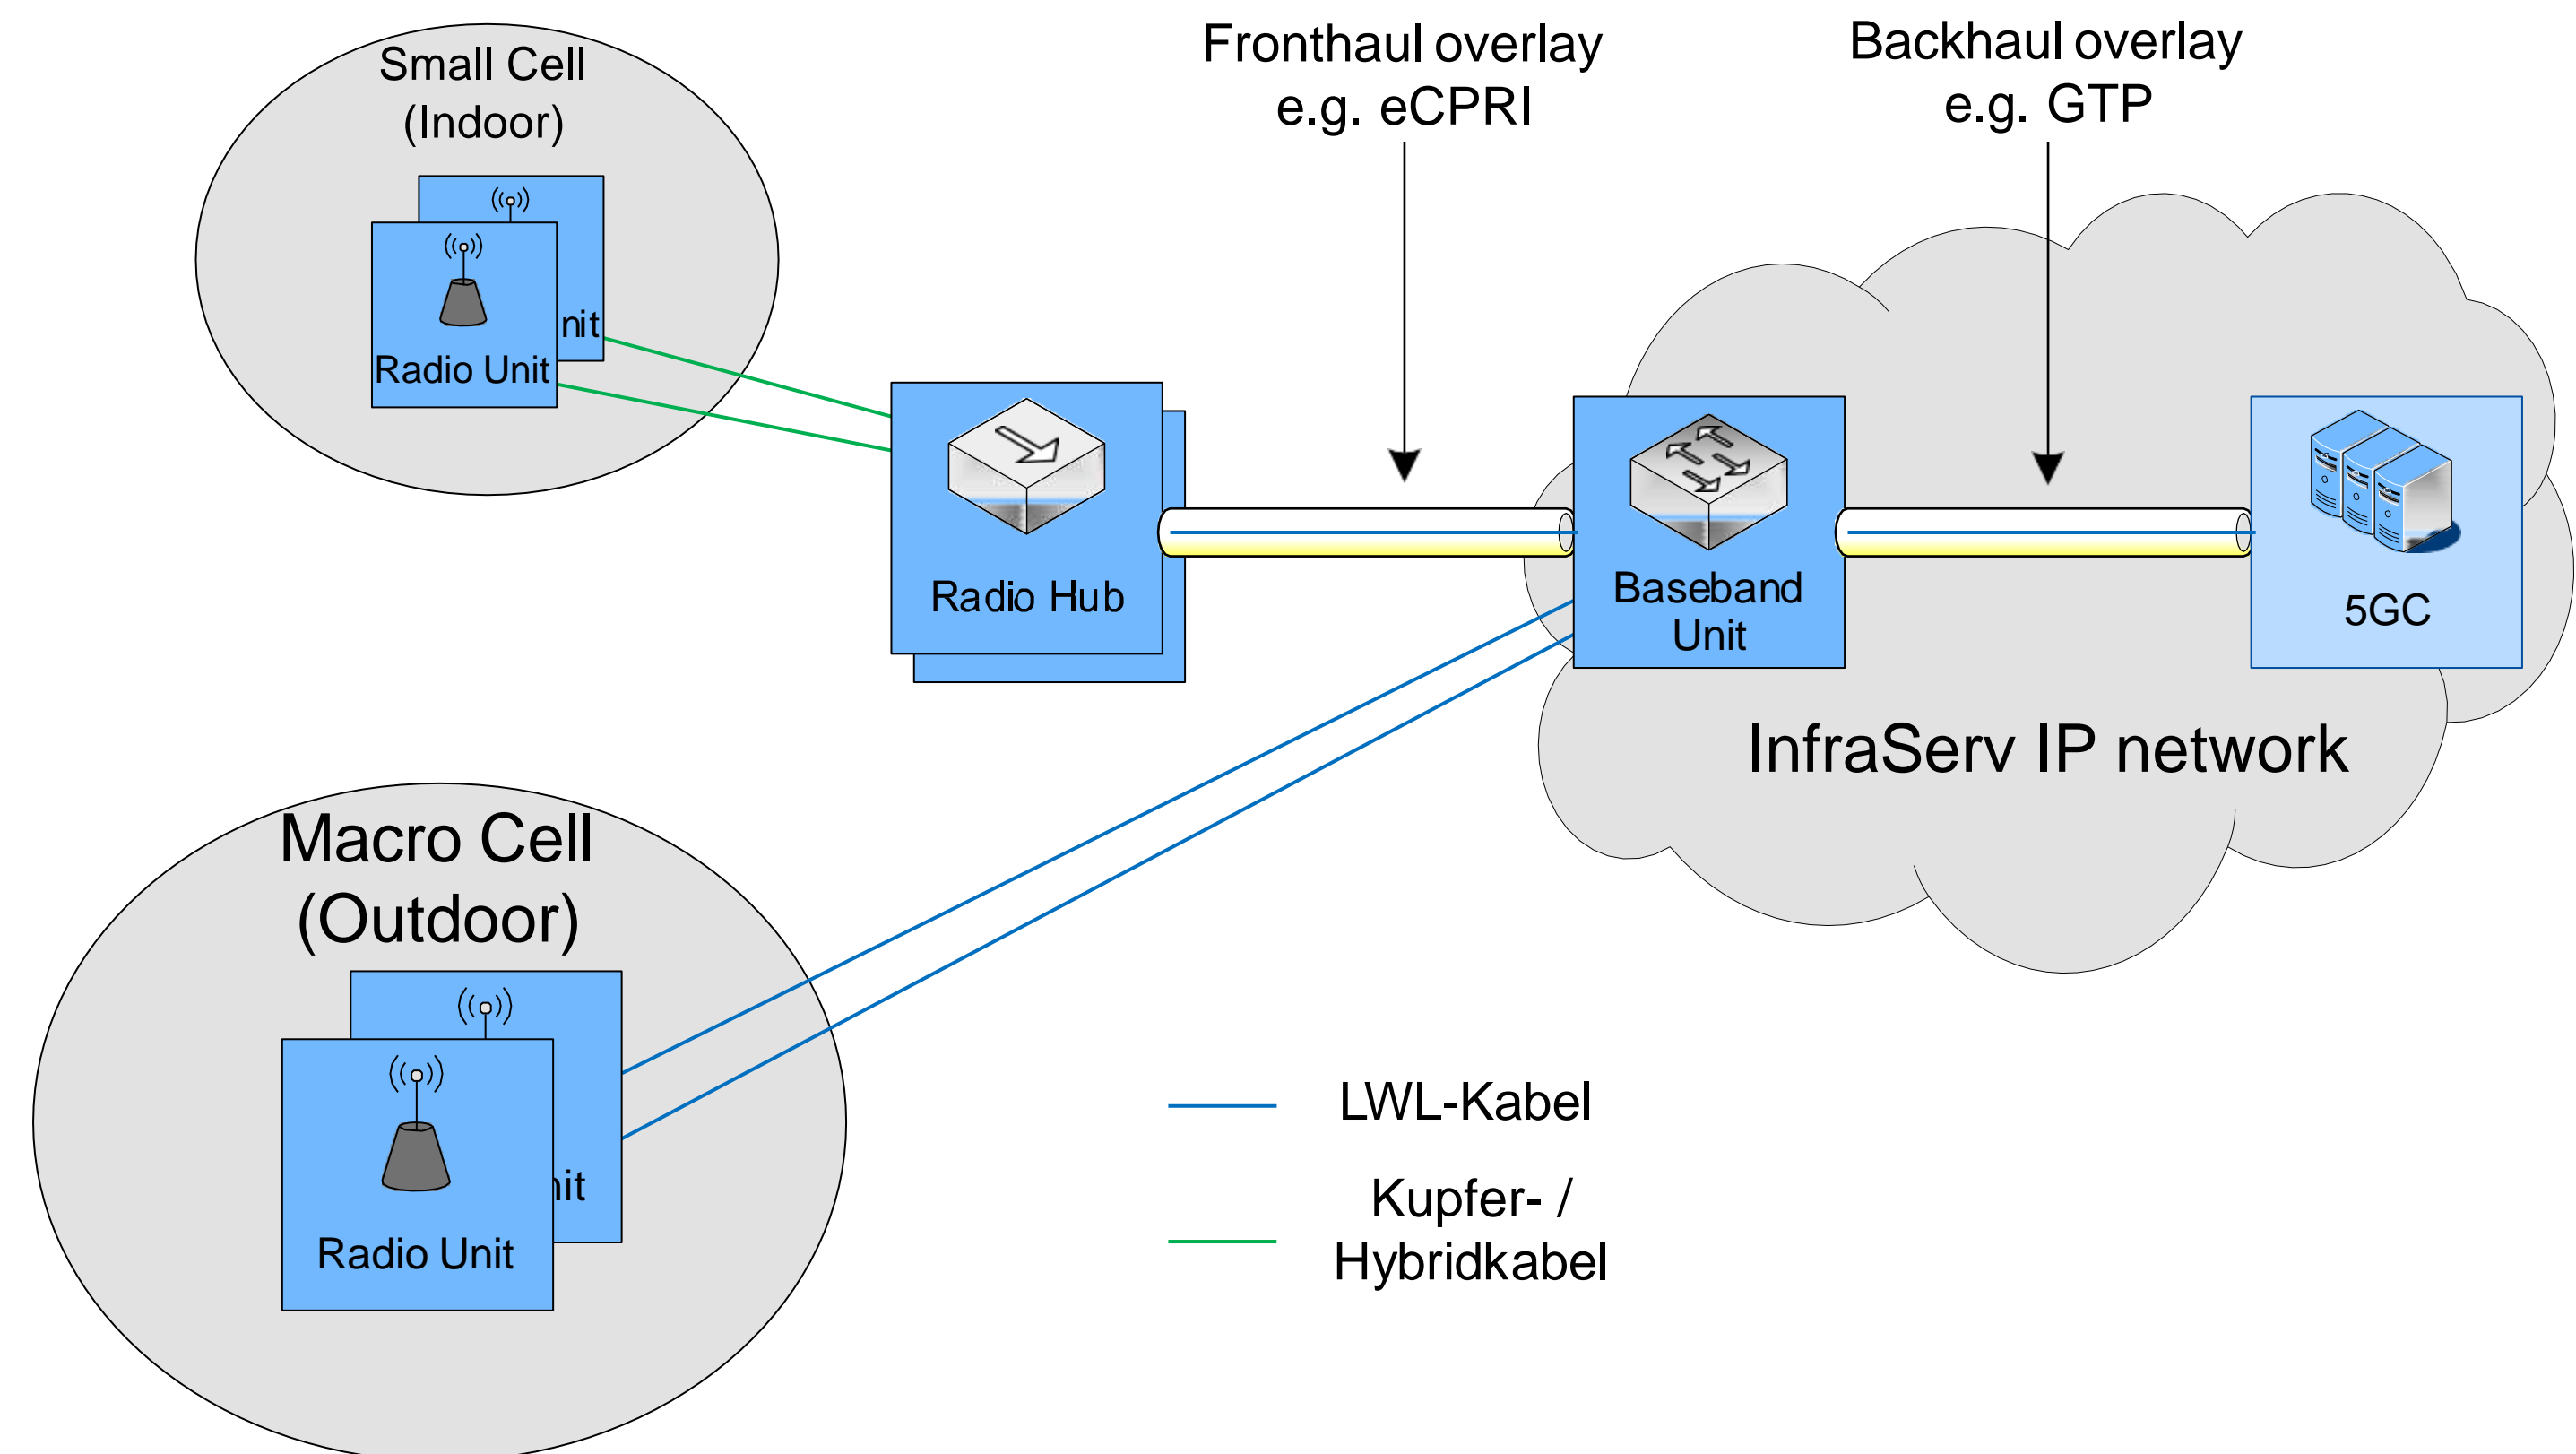 Small Cell
(Indoor)
nit
Radio Unit
Fronthaul overlay
e.g. eCPRI
Backhaul overlay
e.g. GTP
Radio Hub
Baseband
Unit
5GC
InfraServ IP network
Macro Cell
(Outdoor)
nit
Radio Unit
LWL-Kabel
Kupfer- /
Hybridkabel